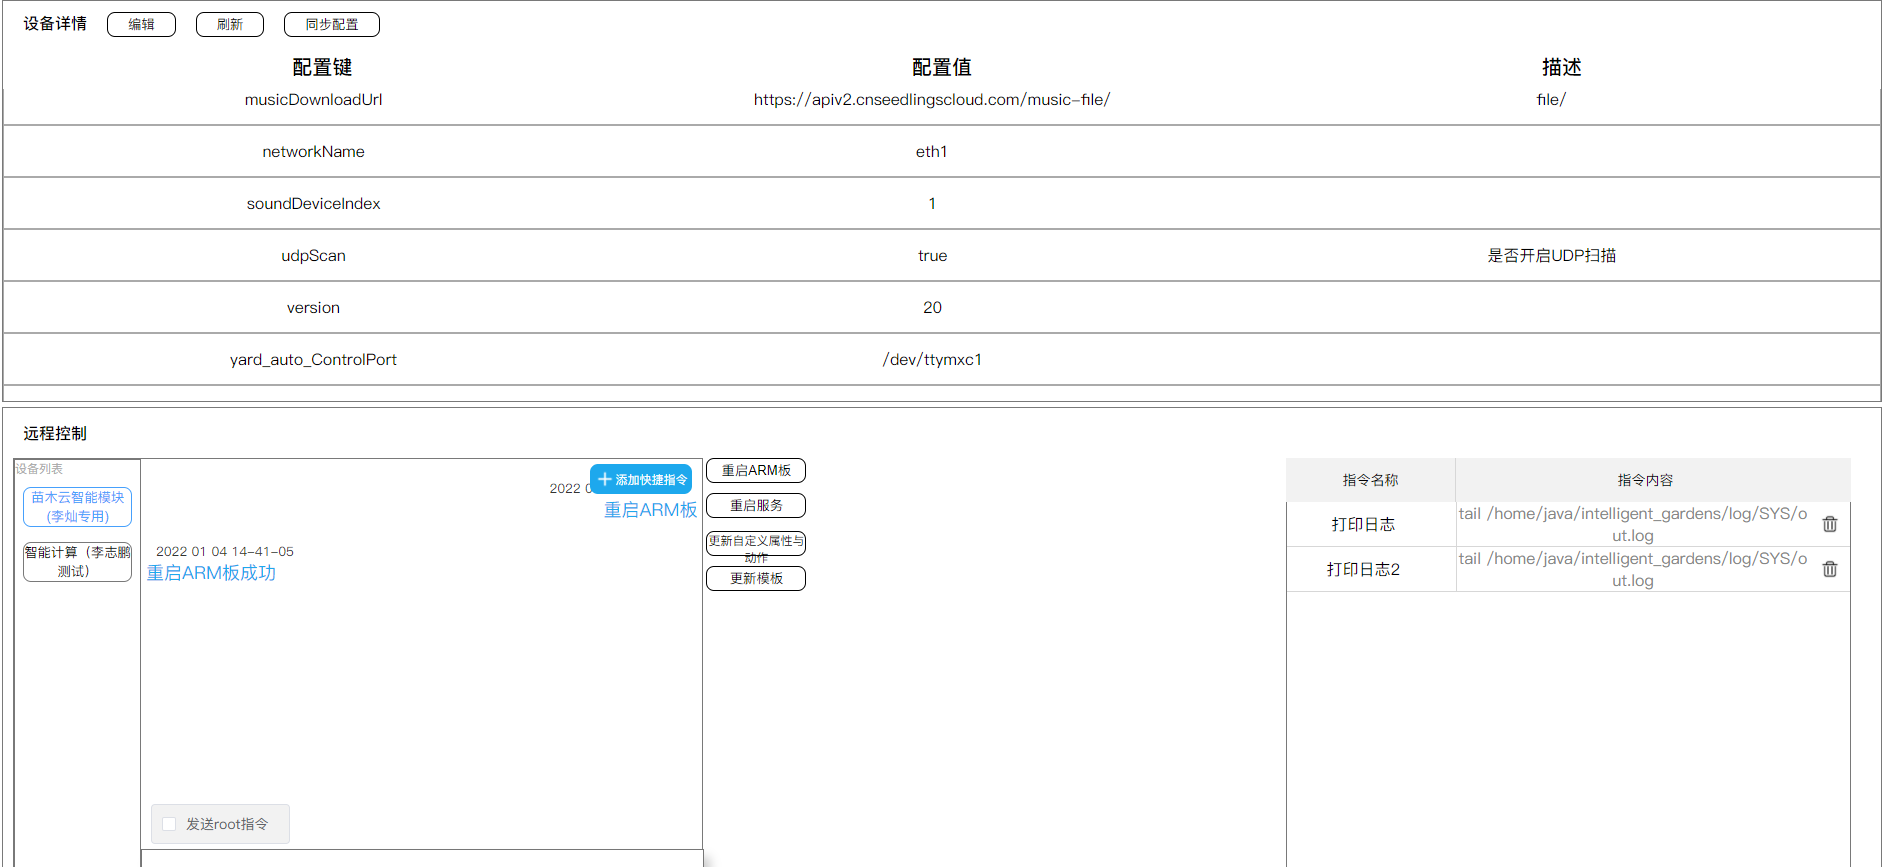 设备详情 编辑 刷新 同步配置
配置键 配置值 描述
musicDownloadUrl https://apiv2.cnseedlingscloud.com/music-file/ file/
networkName eth1
soundDeviceIndex 1
udpScan true 是否开启UDP扫描
version 20
yard_auto_ControlPort /dev/ttymxc1
远程控制
设备列表
苗木云智能模块
(李灿专用)
智能计算（李志鹏
测试）
2022 0
添加快捷指令
重启ARM板
2022 01 04 14-41-05
重启ARM板成功
发送root指令
重启ARM板
重启服务
更新自定义属性与
动作
更新模板
指令名称 指令内容
打印日志 tail /home/java/intelligent_gardens/log/SYS/o
ut.log
打印日志2 tail /home/java/intelligent_gardens/log/SYS/o
ut.log